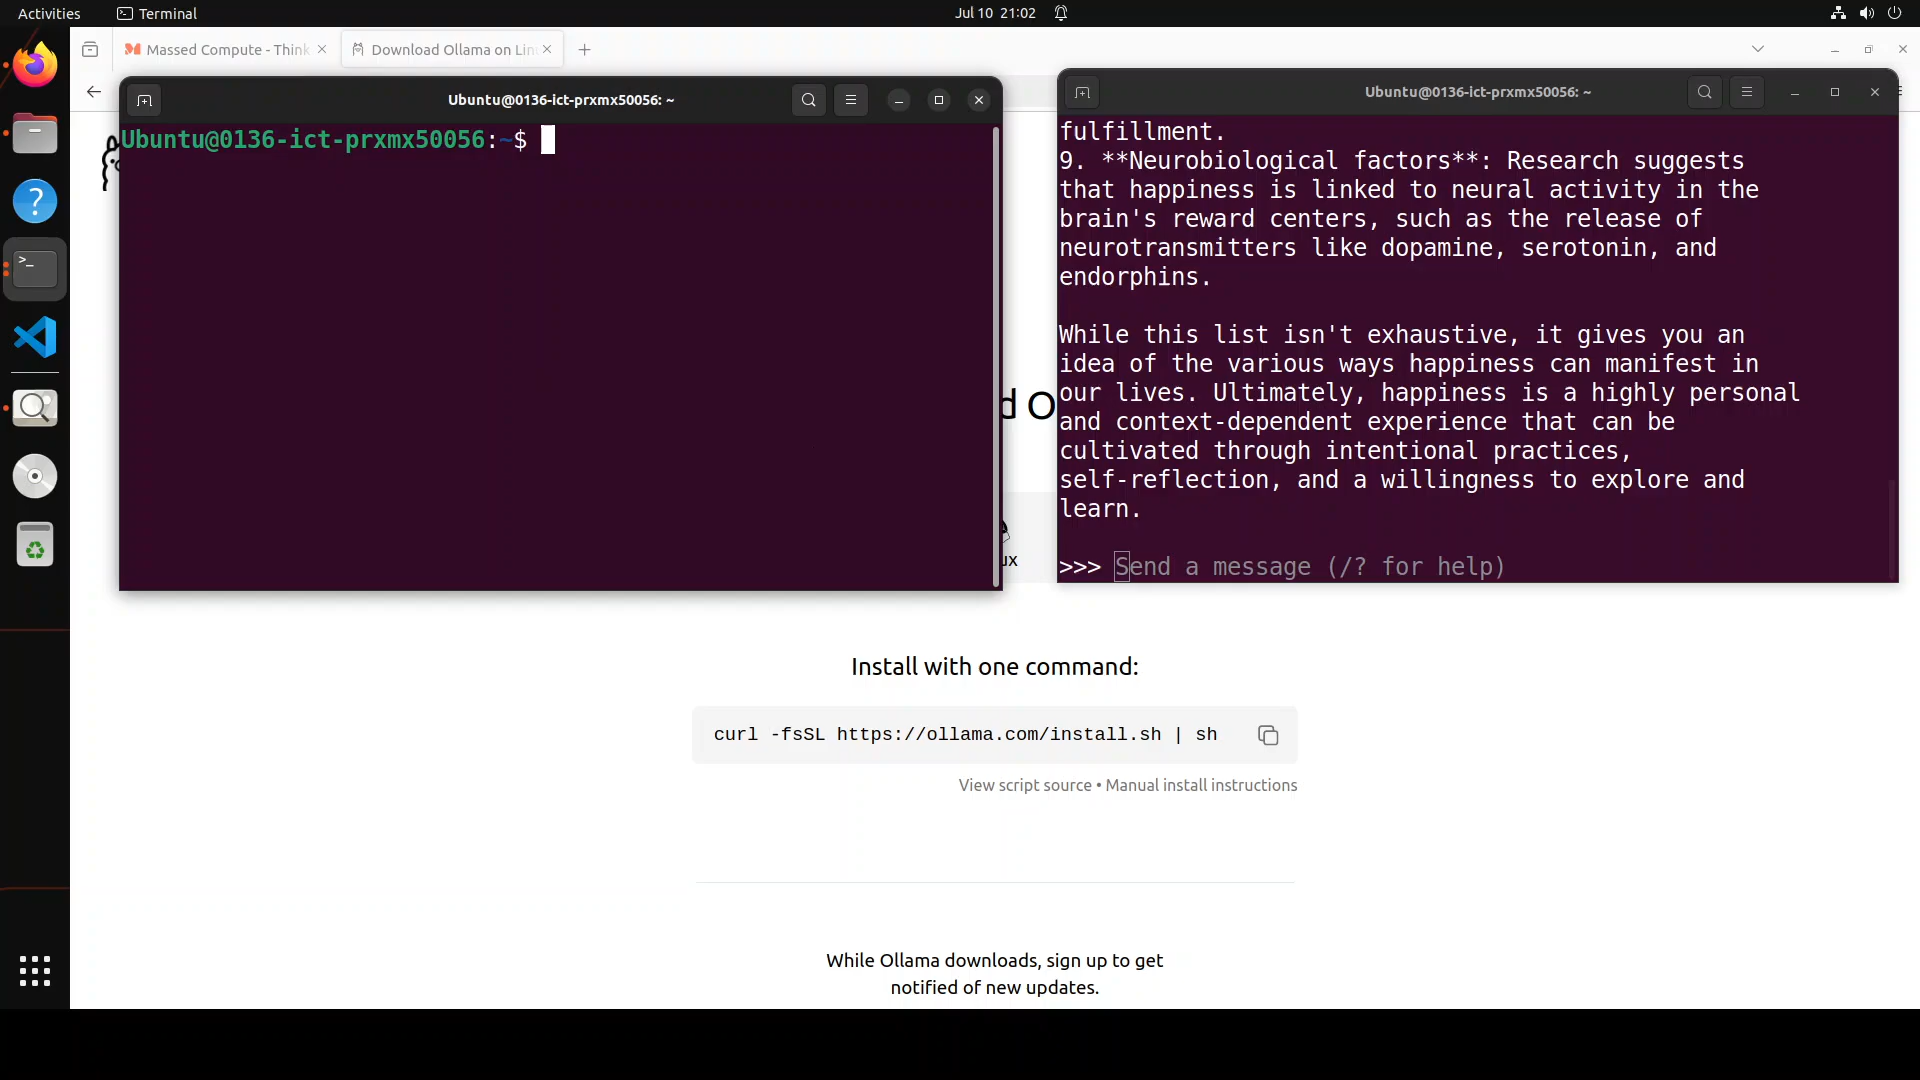 Activities
Terminal
Jul 10 21:02
Massed Compute - Think
Download Ollama on Lin
Ubuntu@0136-ict-prxmx50056: ~
Ubuntu@0136-ict-prxmx50056:~$
Ubuntu@0136-ict-prxmx50056: ~
fulfillment.
9. **Neurobiological factors**: Research suggests
that happiness is linked to neural activity in the
brain's reward centers, such as the release of
neurotransmitters like dopamine, serotonin, and
endorphins.
While this list isn't exhaustive, it gives you an
idea of the various ways happiness can manifest in
our lives. Ultimately, happiness is a highly personal
and context-dependent experience that can be
cultivated through intentional practices,
self-reflection, and a willingness to explore and
learn.
>>> Send a message (/? for help)
d O
ux
Install with one command:
curl -fsSL https://ollama.com/install.sh | sh
View script source • Manual install instructions
While Ollama downloads, sign up to get
notified of new updates.